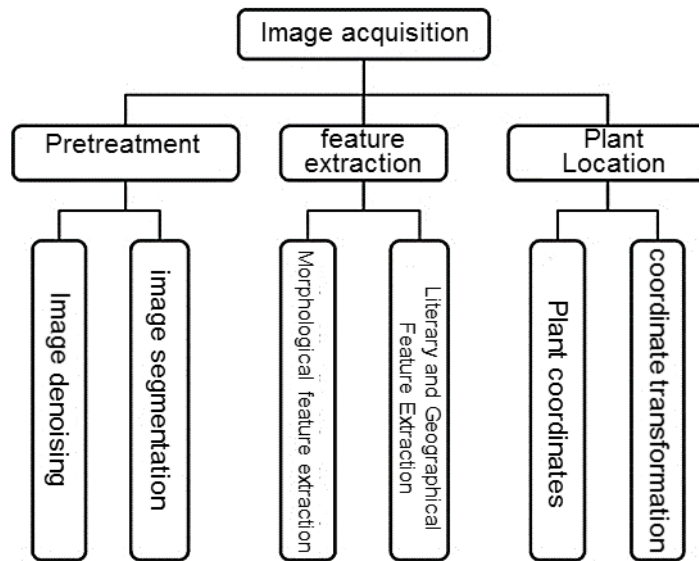 Image acquisition
Pretreatment
feature
extraction
Plant
Location
Image denoising
image segmentation
Morphological feature extraction
Literary and Geographical
Feature Extraction
Plant coordinates
coordinate transformation